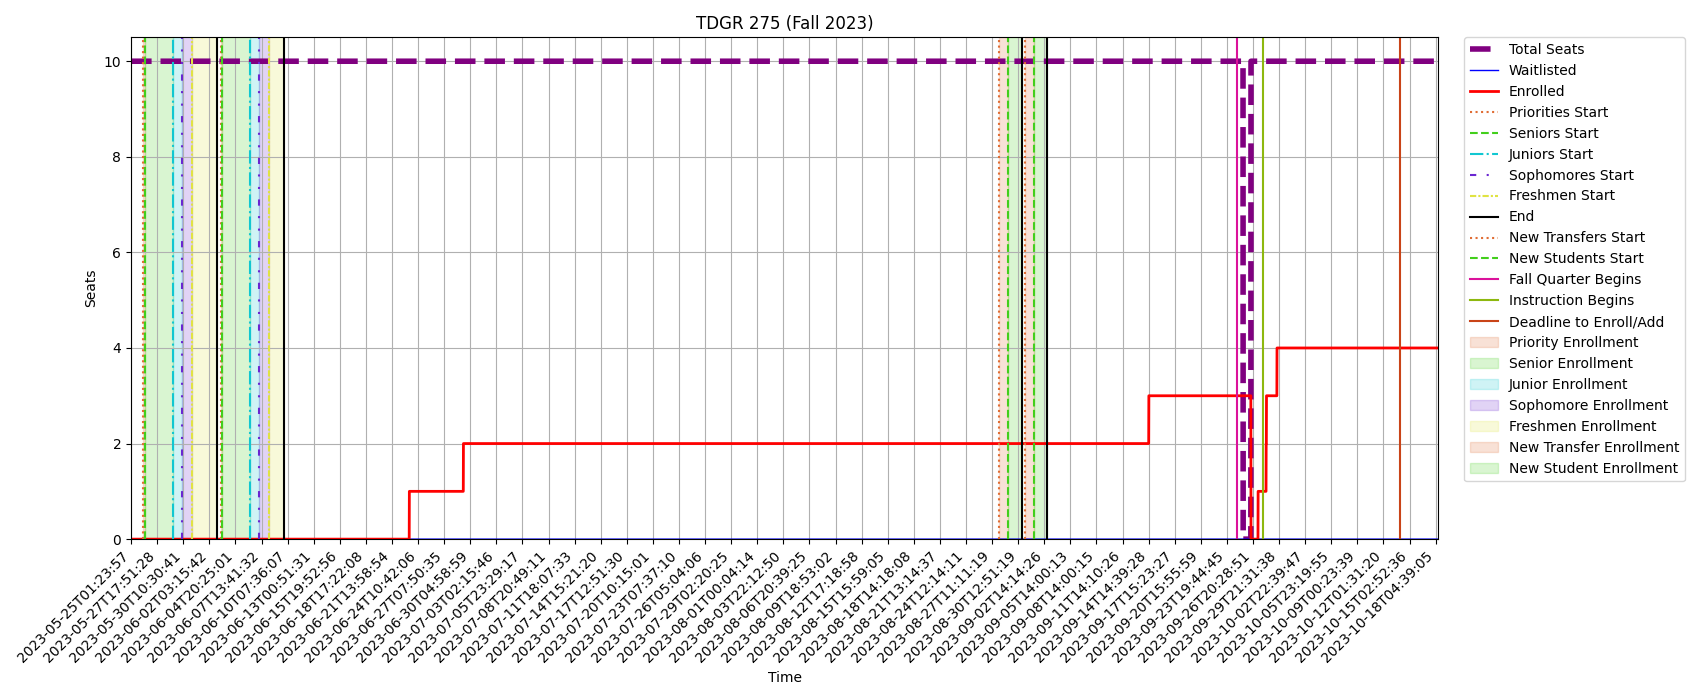 TDGR 275 (Fall 2023)
10
8
6
4
2
0
Seats
2023-05-25T01:23:57
2023-05-27T17:51:28
2023-05-30T10:30:41
2023-06-02T03:15:42
2023-06-04T20:25:01
2023-06-07T13:41:32
2023-06-10T07:36:07
2023-06-13T00:51:31
2023-06-15T19:52:56
2023-06-18T17:22:08
2023-06-21T13:58:54
2023-06-24T10:42:06
2023-06-27T07:50:35
2023-06-30T04:58:59
2023-07-03T02:15:46
2023-07-05T23:29:17
2023-07-08T20:49:11
2023-07-11T18:07:33
2023-07-14T15:21:20
2023-07-17T12:51:30
2023-07-20T10:15:01
2023-07-23T07:37:10
2023-07-26T05:04:06
2023-07-29T02:20:25
2023-08-01T00:04:14
2023-08-03T22:12:50
2023-08-06T20:39:25
2023-08-09T18:53:02
2023-08-12T17:18:58
2023-08-15T15:59:05
2023-08-18T14:18:08
2023-08-21T13:14:37
2023-08-24T12:14:11
2023-08-27T11:11:19
2023-08-30T12:51:19
2023-09-02T14:14:26
2023-09-05T14:00:13
2023-09-08T14:00:15
2023-09-11T14:10:26
2023-09-14T14:39:28
2023-09-17T15:23:27
2023-09-20T15:55:59
2023-09-23T19:44:45
2023-09-26T20:28:51
2023-09-29T21:31:38
2023-10-02T22:39:47
2023-10-05T23:19:55
2023-10-09T00:23:39
2023-10-12T01:31:20
2023-10-15T02:52:36
2023-10-18T04:39:05
Time
Total Seats
Waitlisted
Enrolled
Priorities Start
Seniors Start
Juniors Start
Sophomores Start
Freshmen Start
End
New Transfers Start
New Students Start
Fall Quarter Begins
Instruction Begins
Deadline to Enroll/Add
Priority Enrollment
Senior Enrollment
Junior Enrollment
Sophomore Enrollment
Freshmen Enrollment
New Transfer Enrollment
New Student Enrollment